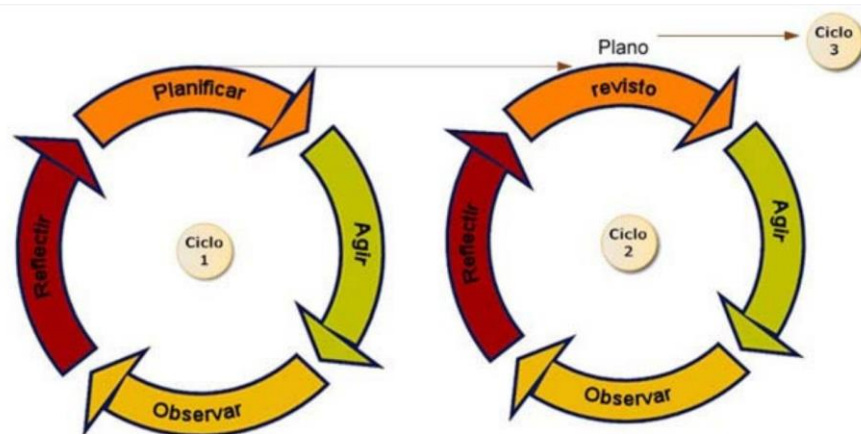 Planificar
Agir
Observar
Reflectir
Ciclo
1
Plano
revisto
Agir
Observar
Reflectir
Ciclo
2
Ciclo
3